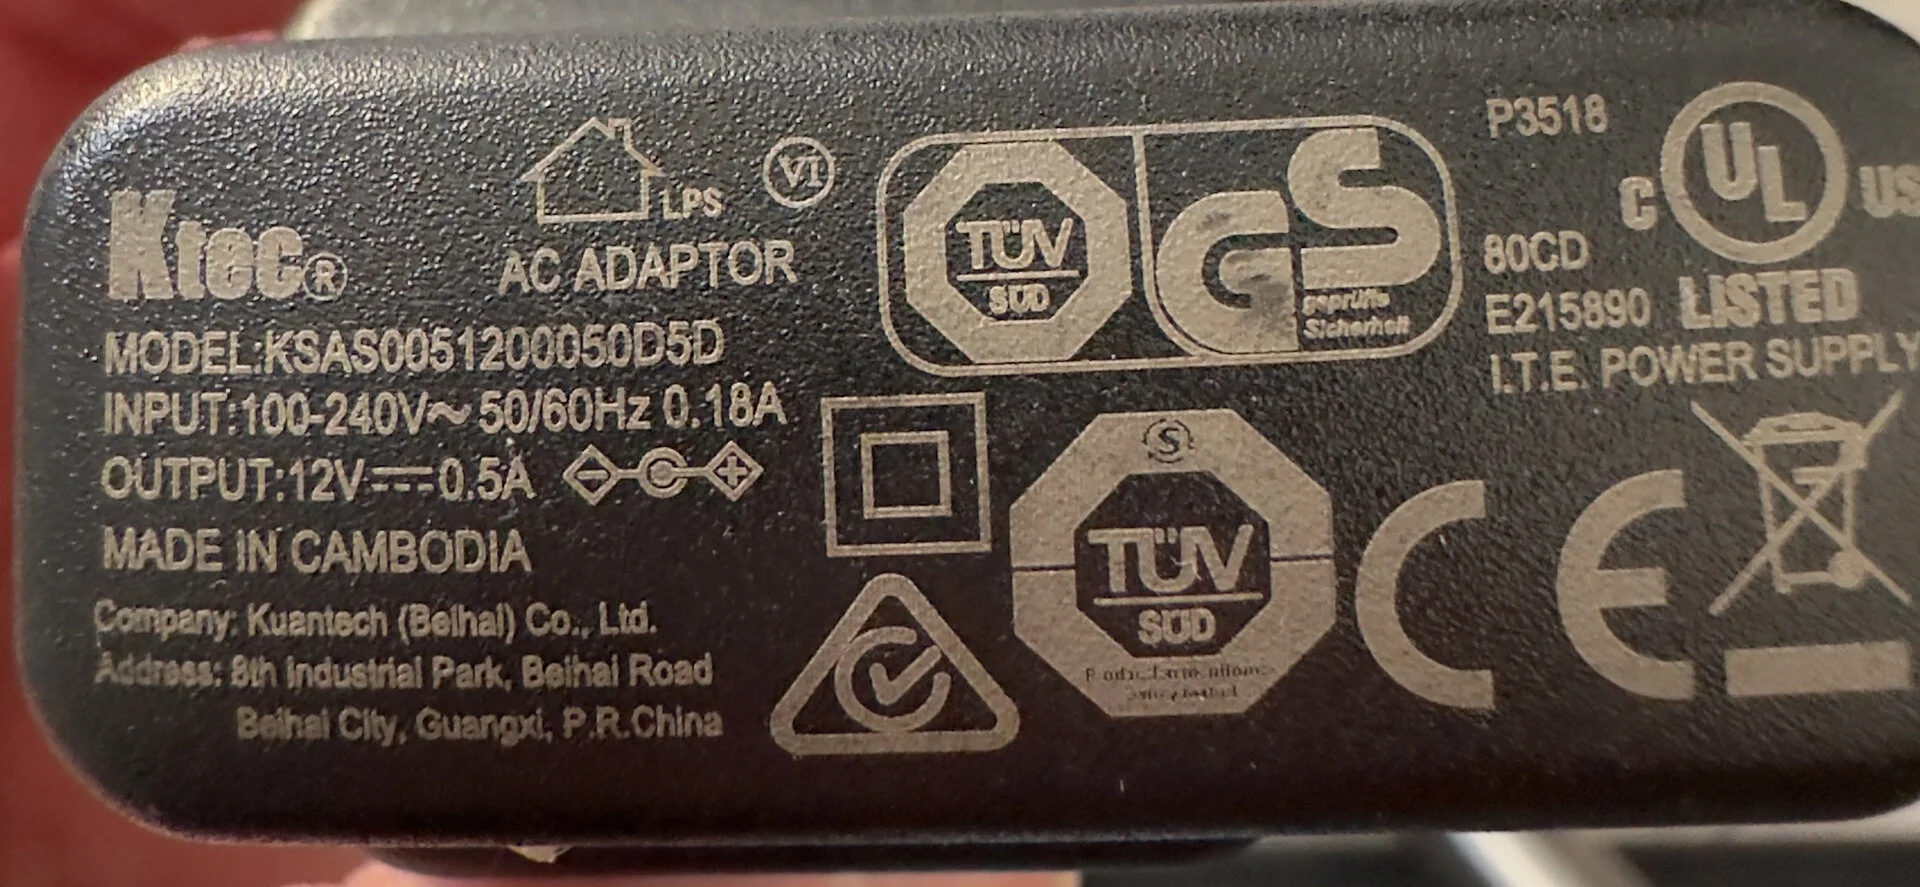 Ktec®
LPS
VI
AC ADAPTOR
MODEL:KSAS0051200050D5D
INPUT:100-240V~ 50/60Hz 0.18A
OUTPUT:12V⎓0.5A
MADE IN CAMBODIA
Company: Kuantech (Beihai) Co., Ltd.
Address: 8th Industrial Park, Beihai Road
Beihai City, Guangxi, P.R.China
TÜV
SÜD
GS
geprüfte
Sicherheit
S
TÜV
SÜD
CE
P3518
C UL US
80CD
E215890 LISTED
I.T.E. POWER SUPPLY